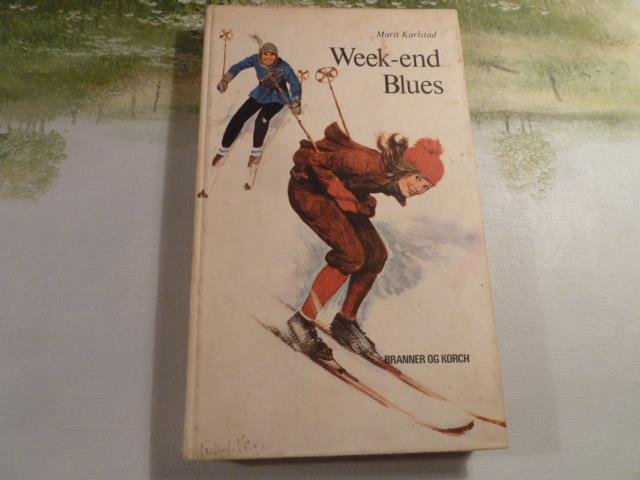 Marit Karlstad
Week-end
Blues
BRANNER OG KORCH